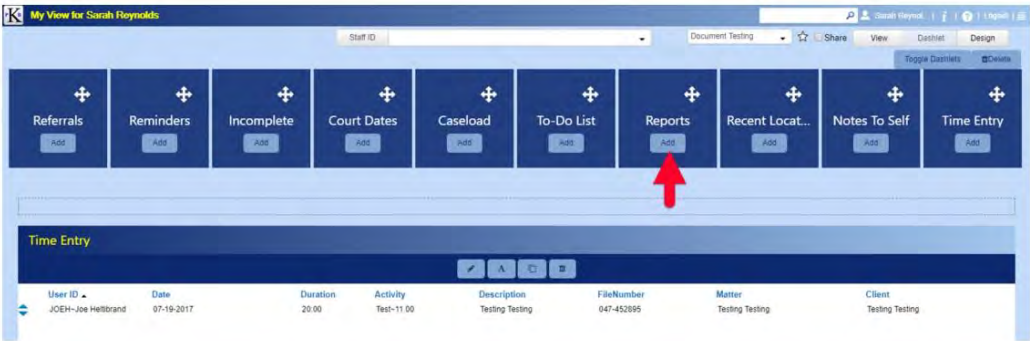 K My View for Sarah Reynolds
Staff ID Document Testing Share View Dashlet Design
Toggle Dashlets Delete
Referrals Reminders Incomplete Court Dates Caseload To-Do List Reports Recent Locat... Notes To Self Time Entry
Add Add Add Add Add Add Add Add Add Add
Time Entry
A
User ID Date Duration Activity Description FileNumber Matter Client
JOEH~Joe Heltibrand 07-19-2017 20:00 Test~11.00 Testing Testing 047-452895 Testing Testing Testing Testing